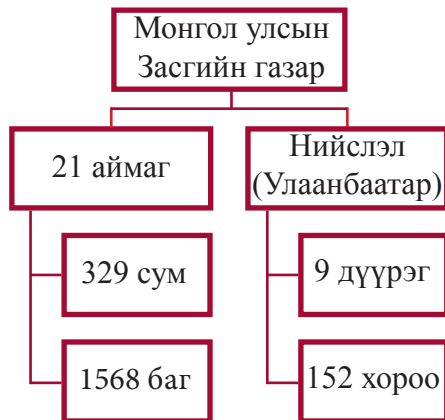 Монгол улсын
Засгийн газар
21 аймаг
Нийслэл
(Улаанбаатар)
329 сум
9 дүүрэг
1568 баг
152 хороо